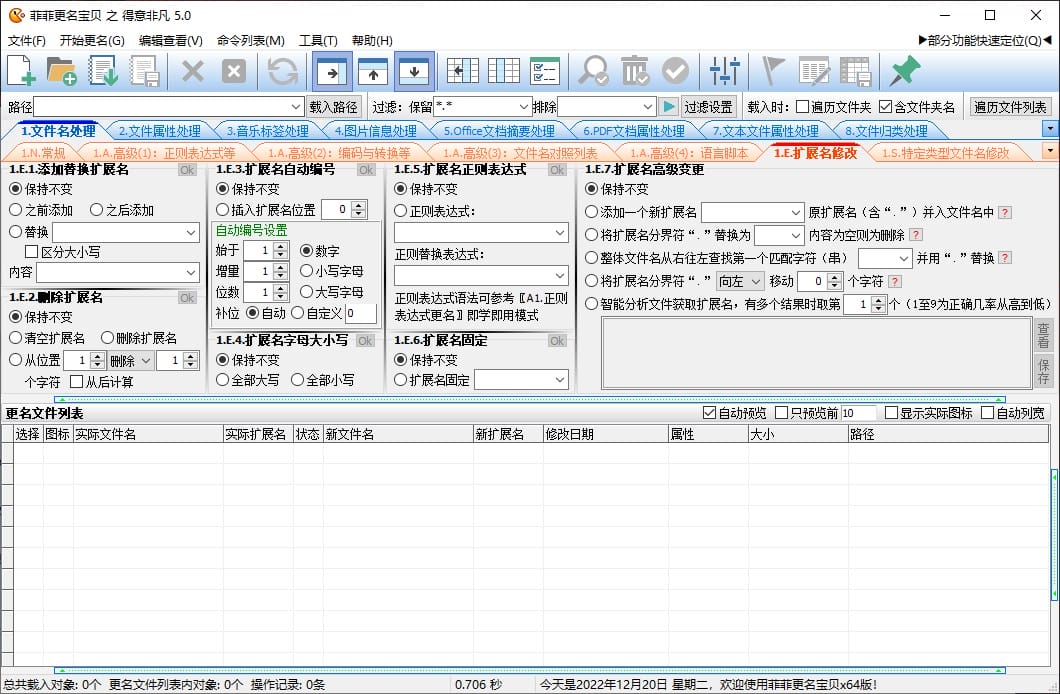 菲菲更名宝贝 之 得意非凡 5.0
文件(F) 开始更名(G) 编辑查看(V) 命令列表(M) 工具(T) 帮助(H) ▶部分功能快速定位(Q)◀
路径 载入路径 过滤: 保留 *.* 排除 过滤设置 载入时: 遍历文件夹 含文件夹名 遍历文件列表
1.文件名处理 2.文件属性处理 3.音乐标签处理 4.图片信息处理 5.Office文档摘要处理 6.PDF文档属性处理 7.文本文件属性处理 8.文件归类处理
1.N.常规 1.A.高级(1): 正则表达式等 1.A.高级(2): 编码与转换等 1.A.高级(3): 文件名对照列表 1.A.高级(4): 语言脚本 1.E.扩展名修改 1.S.特定类型文件名修改
1.E.1.添加替换扩展名 Ok
保持不变
之前添加 之后添加
替换
区分大小写
内容
1.E.2.删除扩展名 Ok
保持不变
清空扩展名 删除扩展名
从位置 1 删除 1
个字符 从后计算
1.E.3.扩展名自动编号 Ok
保持不变
插入扩展名位置 0
自动编号设置
始于 1 数字
增量 1 小写字母
位数 1 大写字母
补位 自动 自定义 0
1.E.4.扩展名字母大小写 Ok
保持不变
全部大写 全部小写
1.E.5.扩展名正则表达式 Ok
保持不变
正则表达式:
正则替换表达式:
正则表达式语法可参考〖A1.正则
表达式更名〗即学即用模式
1.E.6.扩展名固定 Ok
保持不变
扩展名固定
1.E.7.扩展名高级变更
保持不变
添加一个新扩展名 原扩展名（含“.”）并入文件名中 ?
将扩展名分界符“.”替换为 内容为空则为删除 ?
整体文件名从右往左查找第一个匹配字符（串） 并用“.”替换 ?
将扩展名分界符“.” 向左 移动 0 个字符 ?
智能分析文件获取扩展名，有多个结果时取第 1 个（1至9为正确几率从高到低）
查看
保存
更名文件列表 自动预览 只预览前 10 显示实际图标 自动列宽
选择 图标 实际文件名 实际扩展名 状态 新文件名 新扩展名 修改日期 属性 大小 路径
总共载入对象: 0个 更名文件列表内对象: 0个 操作记录: 0条 0.706 秒 今天是2022年12月20日 星期二，欢迎使用菲菲更名宝贝x64版!